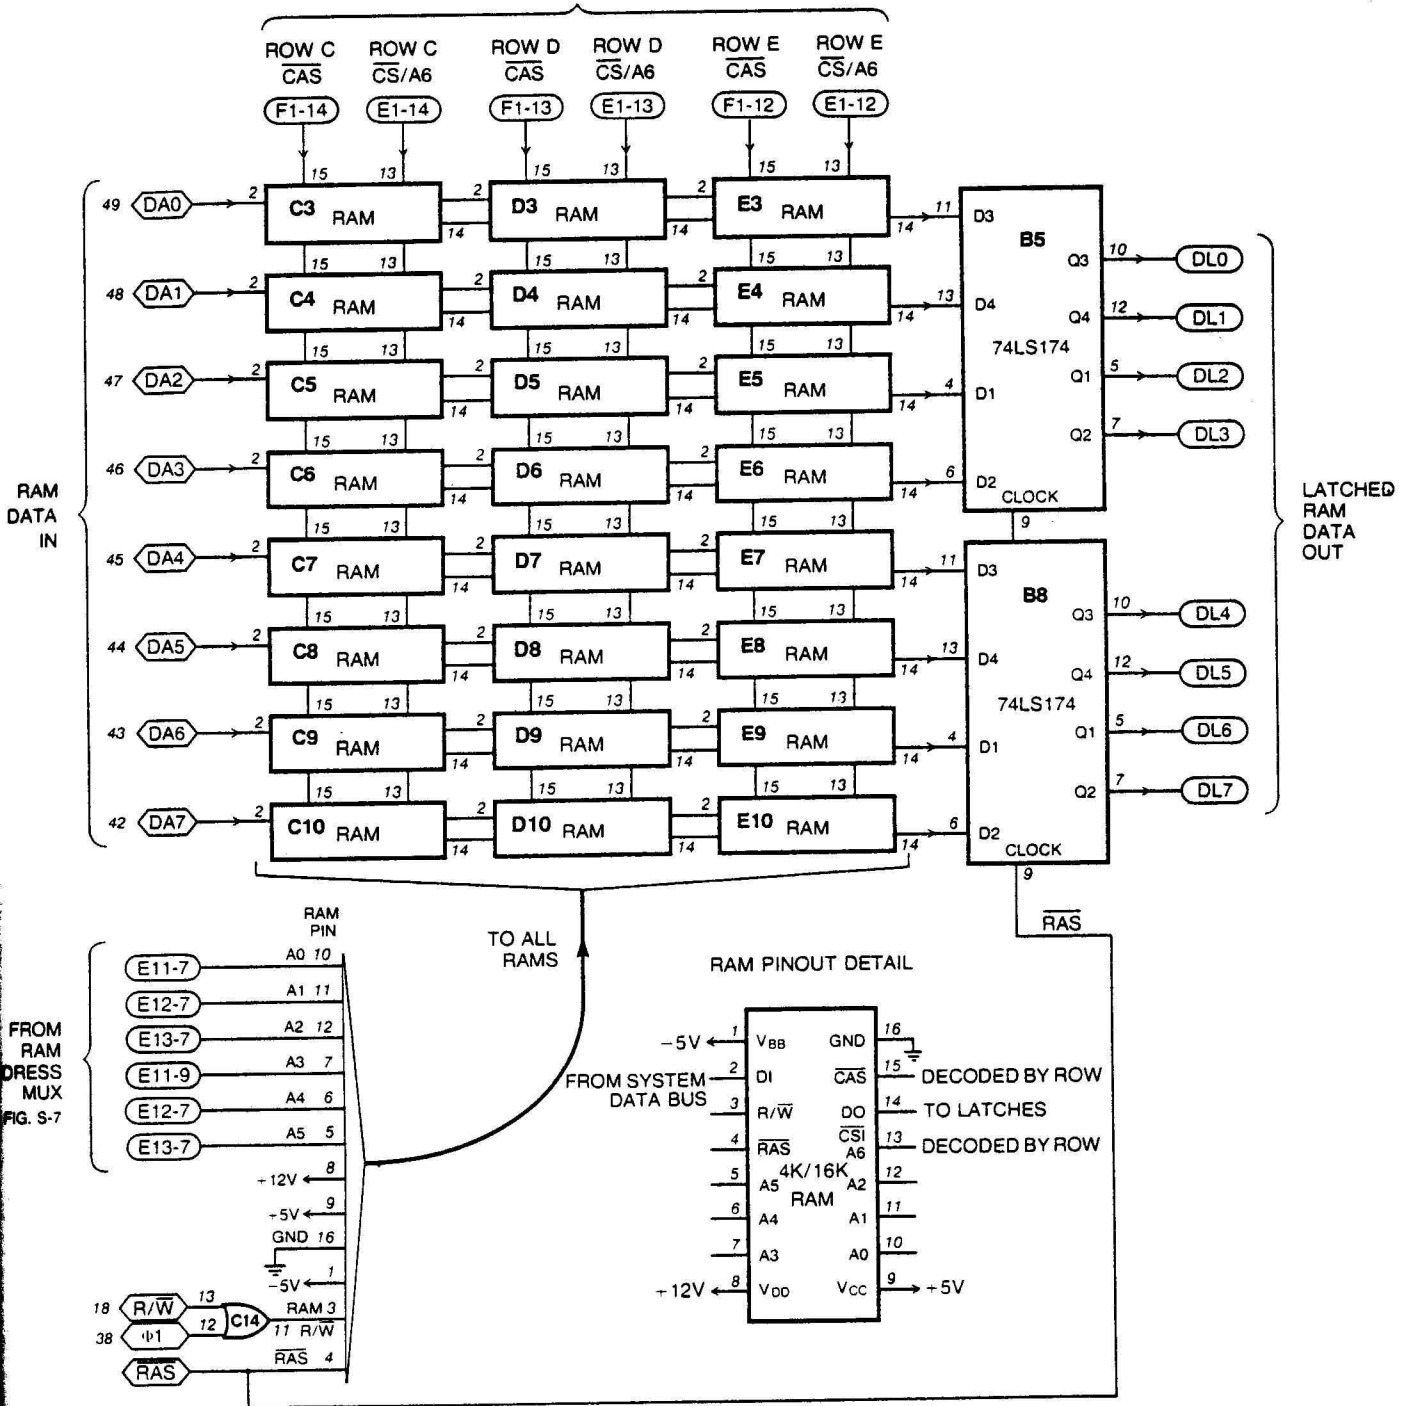 ROW C ROW C ROW D ROW D ROW E ROW E
CAS CS/A6 CAS CS/A6 CAS CS/A6
F1-14 E1-14 F1-13 E1-13 F1-12 E1-12
15 13 15 13 15 13
49 DA0 2 C3 RAM 2 14 D3 RAM 2 14 E3 RAM 14 11 D3
B5
Q3 10 DL0
15 13 15 13 15 13
48 DA1 2 C4 RAM 2 14 D4 RAM 2 14 E4 RAM 14 13 D4
Q4 12 DL1
74LS174
15 13 15 13 15 13
47 DA2 2 C5 RAM 2 14 D5 RAM 2 14 E5 RAM 14 4 D1
Q1 5 DL2
Q2 7 DL3
15 13 15 13 15 13
46 DA3 2 C6 RAM 2 14 D6 RAM 2 14 E6 RAM 14 6 D2
CLOCK
9
RAM
DATA
IN
LATCHED
RAM
DATA
OUT
15 13 15 13 15 13
45 DA4 2 C7 RAM 2 14 D7 RAM 2 14 E7 RAM 14 11 D3
B8
Q3 10 DL4
15 13 15 13 15 13
44 DA5 2 C8 RAM 2 14 D8 RAM 2 14 E8 RAM 14 13 D4
Q4 12 DL5
74LS174
15 13 15 13 15 13
43 DA6 2 C9 RAM 2 14 D9 RAM 2 14 E9 RAM 14 4 D1
Q1 5 DL6
Q2 7 DL7
15 13 15 13 15 13
42 DA7 2 C10 RAM 2 14 D10 RAM 2 14 E10 RAM 14 6 D2
CLOCK
9
RAS
RAM
PIN
TO ALL
RAMS
E11-7 A0 10
E12-7 A1 11
E13-7 A2 12
E11-9 A3 7
E12-7 A4 6
E13-7 A5 5
FROM
RAM
DRESS
MUX
FIG. S-7
+12V 8
+5V 9
GND 16
-5V 1
18 R/W 13
38 Φ1 12
C14
11
RAM 3
R/W
RAS
RAS 4
RAM PINOUT DETAIL
-5V 1 VBB GND 16
FROM SYSTEM
DATA BUS
2 DI CAS 15 DECODED BY ROW
3 R/W DO 14 TO LATCHES
4 RAS CSI
A6 13 DECODED BY ROW
4K/16K
RAM
5 A5 A2 12
6 A4 A1 11
7 A3 A0 10
+12V 8 VDD VCC 9 +5V